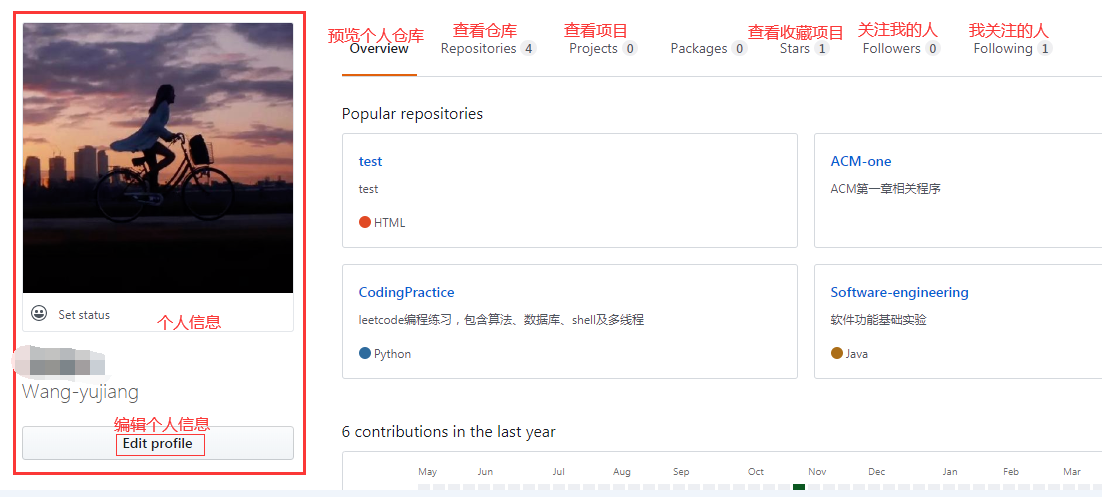 预览个人仓库 查看仓库 查看项目 查看收藏项目 关注我的人 我关注的人
Overview Repositories 4 Projects 0 Packages 0 Stars 1 Followers 0 Following 1
Popular repositories
test
test
HTML
ACM-one
ACM第一章相关程序
CodingPractice
leetcode编程练习，包含算法、数据库、shell及多线程
Python
Software-engineering
软件功能基础实验
Java
Set status
个人信息
Wang-yujiang
编辑个人信息
Edit profile
6 contributions in the last year
May Jun Jul Aug Sep Oct Nov Dec Jan Feb Mar